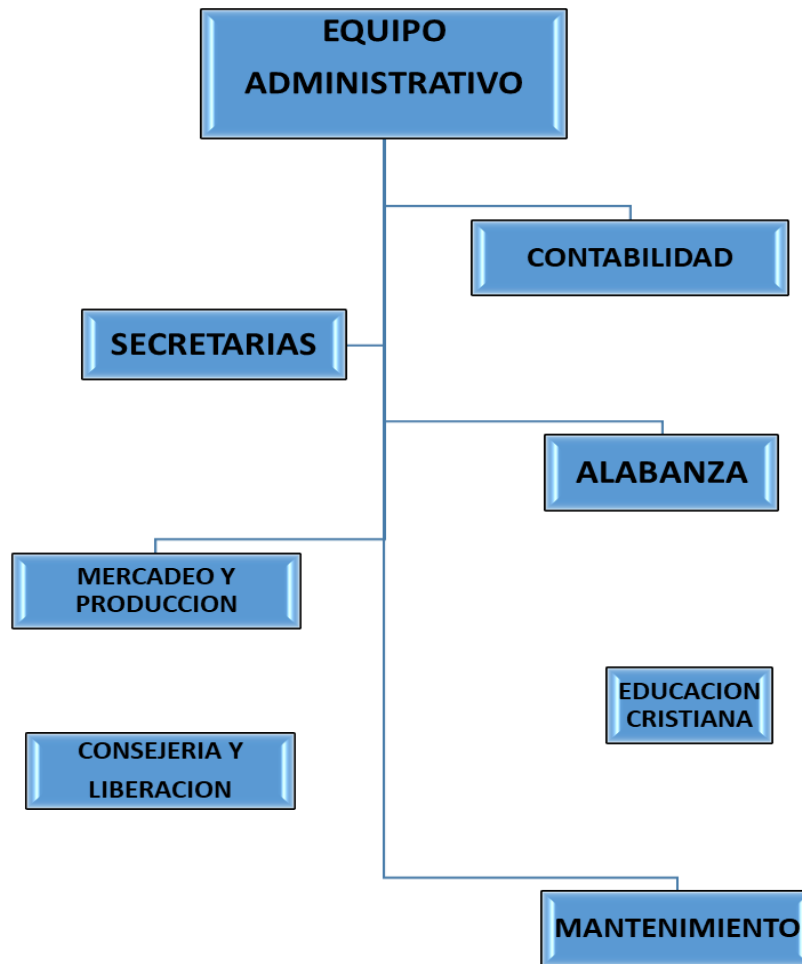 EQUIPO
ADMINISTRATIVO
CONTABILIDAD
SECRETARIAS
ALABANZA
MERCADEO Y
PRODUCCION
EDUCACION
CRISTIANA
CONSEJERIA Y
LIBERACION
MANTENIMIENTO